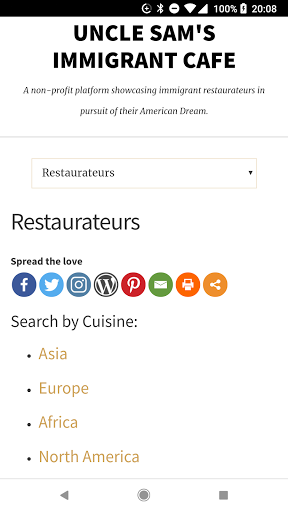 100% 20:08
UNCLE SAM'S
IMMIGRANT CAFE
A non-profit platform showcasing immigrant restaurateurs in
pursuit of their American Dream.
Restaurateurs
Restaurateurs
Spread the love
Search by Cuisine:
Asia
Europe
Africa
North America